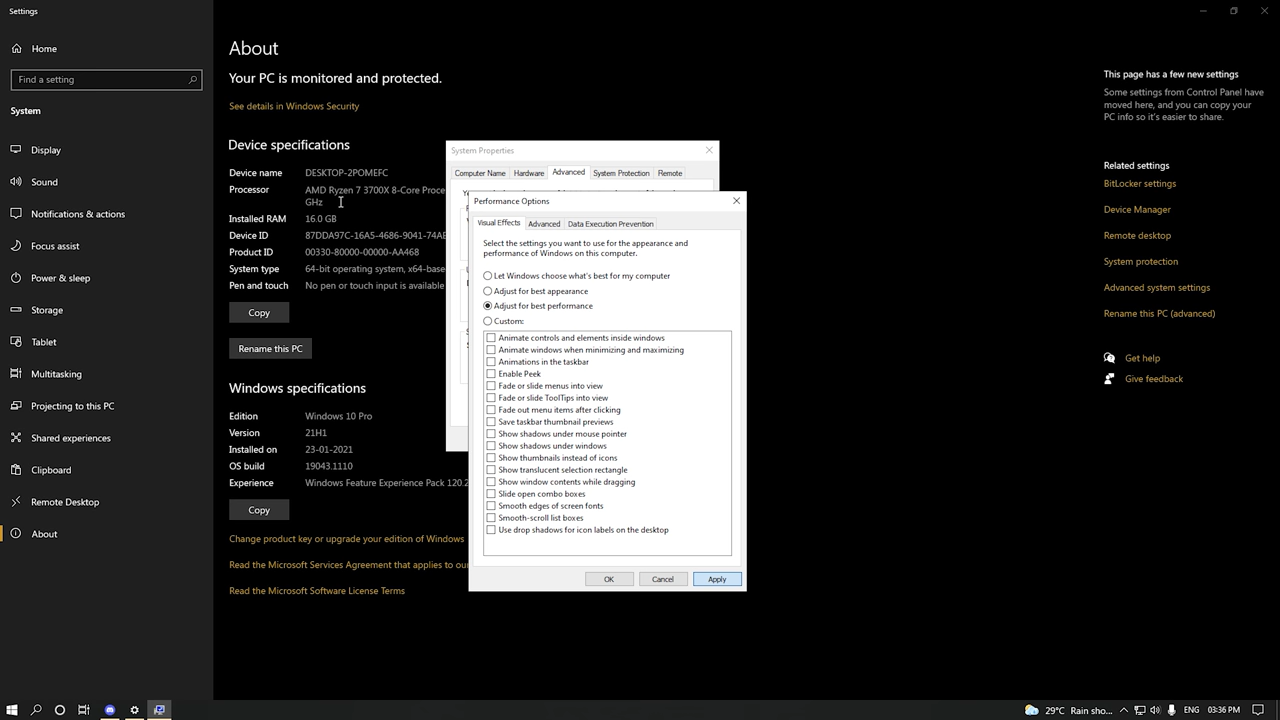 Settings
Home
Find a setting
System
Display
Sound
Notifications & actions
Focus assist
Power & sleep
Storage
Tablet
Multitasking
Projecting to this PC
Shared experiences
Clipboard
Remote Desktop
About
About
Your PC is monitored and protected.
See details in Windows Security
Device specifications
Device name DESKTOP-2POMEFC
Processor AMD Ryzen 7 3700X 8-Core Proce
GHz
Installed RAM 16.0 GB
Device ID 87DDA97C-16A5-4686-9041-74AE
Product ID 00330-80000-00000-AA468
System type 64-bit operating system, x64-base
Pen and touch No pen or touch input is available
Copy
Rename this PC
Windows specifications
Edition Windows 10 Pro
Version 21H1
Installed on 23-01-2021
OS build 19043.1110
Experience Windows Feature Experience Pack 120.2
Copy
Change product key or upgrade your edition of Windows
Read the Microsoft Services Agreement that applies to ou
Read the Microsoft Software License Terms
System Properties
Computer Name Hardware Advanced System Protection Remote
Performance Options
Visual Effects Advanced Data Execution Prevention
Select the settings you want to use for the appearance and
performance of Windows on this computer.
Let Windows choose what's best for my computer
Adjust for best appearance
Adjust for best performance
Custom:
Animate controls and elements inside windows
Animate windows when minimizing and maximizing
Animations in the taskbar
Enable Peek
Fade or slide menus into view
Fade or slide ToolTips into view
Fade out menu items after clicking
Save taskbar thumbnail previews
Show shadows under mouse pointer
Show shadows under windows
Show thumbnails instead of icons
Show translucent selection rectangle
Show window contents while dragging
Slide open combo boxes
Smooth edges of screen fonts
Smooth-scroll list boxes
Use drop shadows for icon labels on the desktop
OK Cancel Apply
This page has a few new settings
Some settings from Control Panel have
moved here, and you can copy your
PC info so it's easier to share.
Related settings
BitLocker settings
Device Manager
Remote desktop
System protection
Advanced system settings
Rename this PC (advanced)
Get help
Give feedback
29°C Rain sho... ENG 03:36 PM